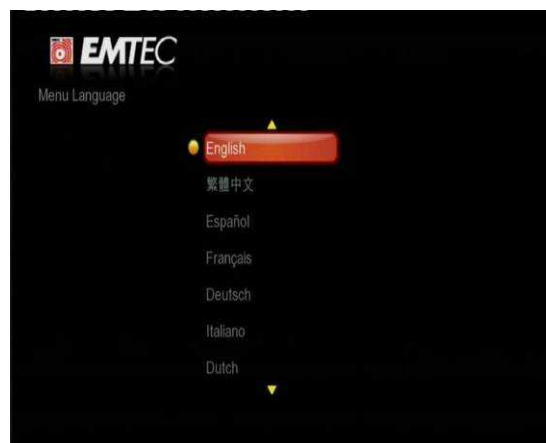 EMTEC
Menu Language
English
繁體中文
Español
Français
Deutsch
Italiano
Dutch